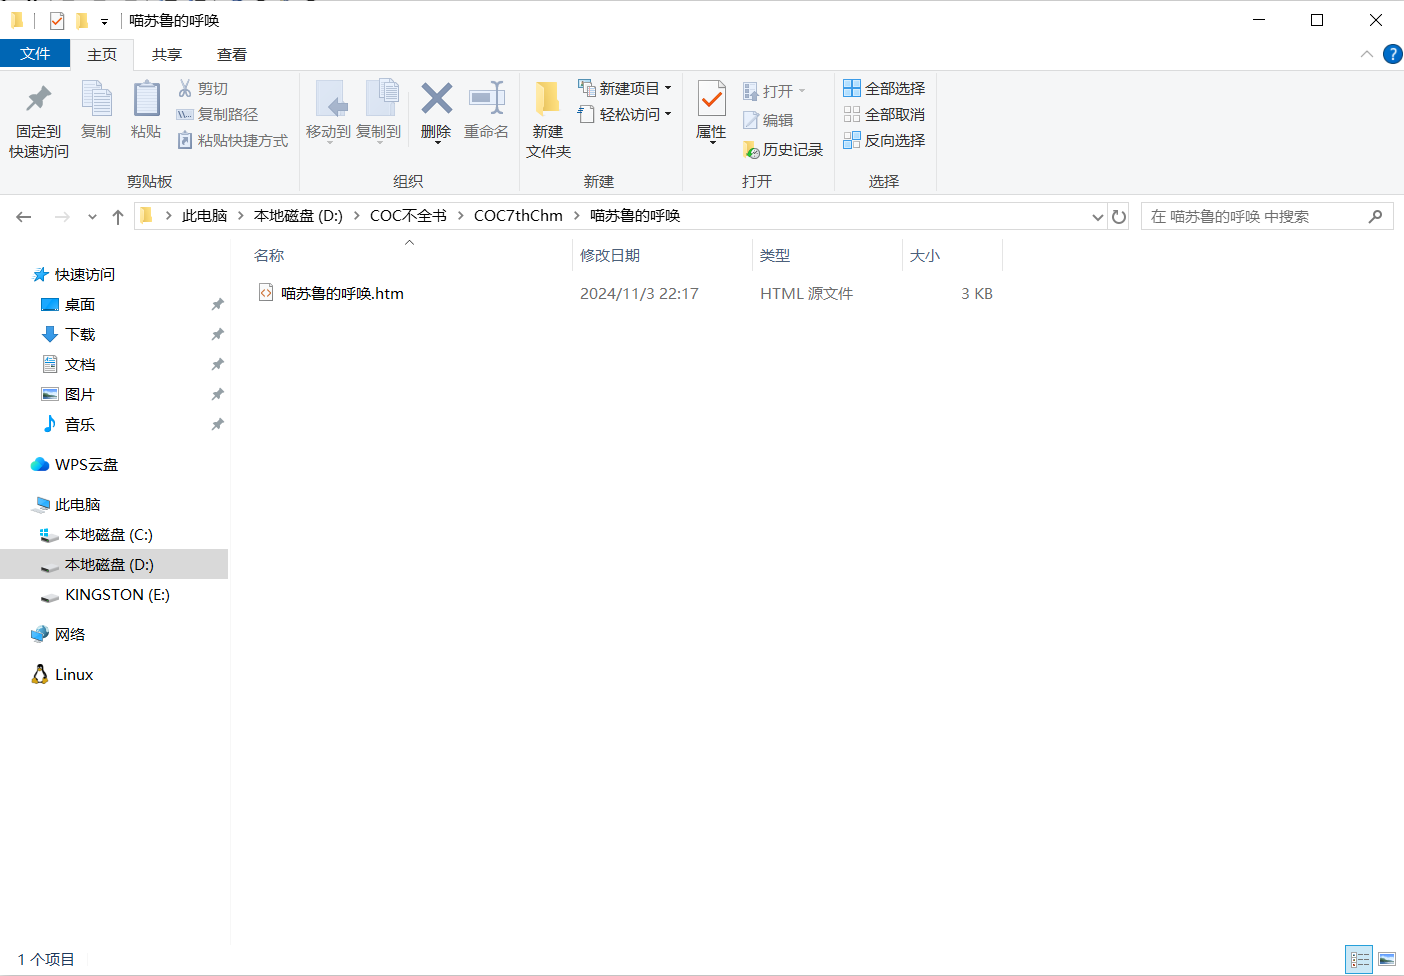 喵苏鲁的呼唤
文件 主页 共享 查看
固定到
快速访问
复制
粘贴
剪切
复制路径
粘贴快捷方式
剪贴板
移动到
复制到
删除
重命名
组织
新建
文件夹
新建项目
轻松访问
新建
属性
打开
编辑
历史记录
打开
全部选择
全部取消
反向选择
选择
此电脑 本地磁盘 (D:) COC不全书 COC7thChm 喵苏鲁的呼唤
在 喵苏鲁的呼唤 中搜索
名称 修改日期 类型 大小
喵苏鲁的呼唤.htm 2024/11/3 22:17 HTML 源文件 3 KB
快速访问
桌面
下载
文档
图片
音乐
WPS云盘
此电脑
本地磁盘 (C:)
本地磁盘 (D:)
KINGSTON (E:)
网络
Linux
1 个项目